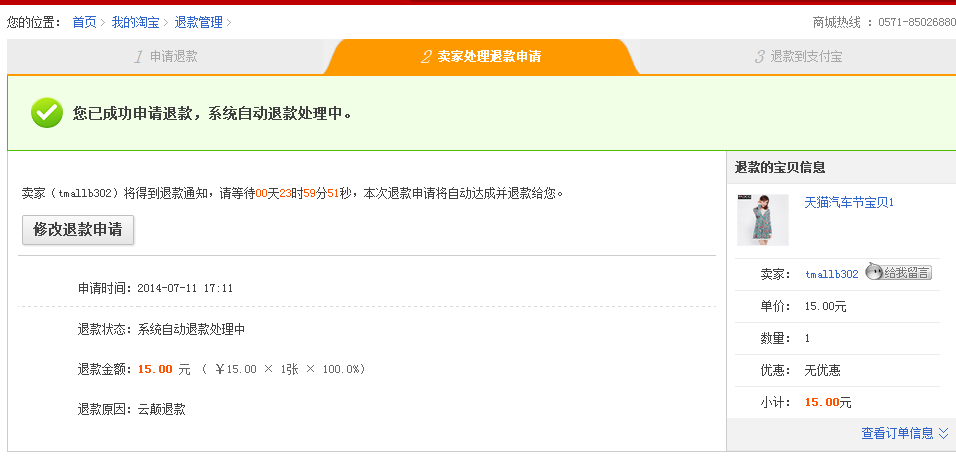 您的位置： 首页 > 我的淘宝 > 退款管理 >
商城热线 ：0571-85026880
1 申请退款
2 卖家处理退款申请
3 退款到支付宝
您已成功申请退款，系统自动退款处理中。
卖家（tmallb302）将得到退款通知，请等待00天23时59分51秒，本次退款申请将自动达成并退款给您。
修改退款申请
申请时间：2014-07-11 17:11
退款状态：系统自动退款处理中
退款金额：15.00 元 （ ￥15.00 × 1张 × 100.0%）
退款原因：云颠退款
退款的宝贝信息
天猫汽车节宝贝1
卖家： tmallb302 给我留言
单价： 15.00元
数量： 1
优惠： 无优惠
小计： 15.00元
查看订单信息